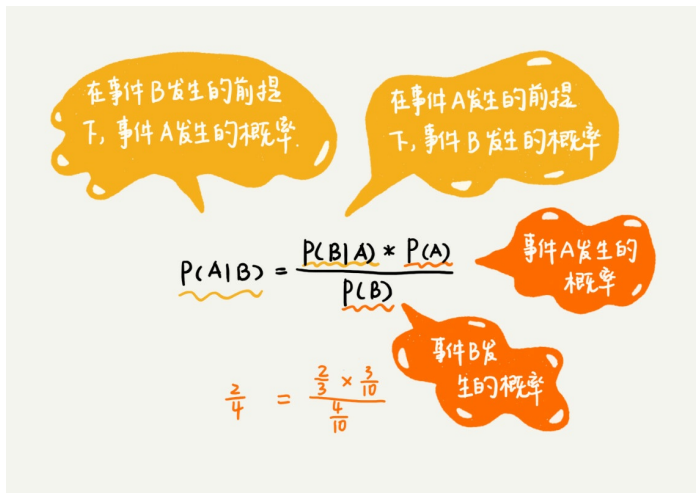 在事件B发生的前提
下,事件A发生的概率.
在事件A发生的前提
下,事件B发生的概率
P(A|B) = P(B|A) * P(A) / P(B)
事件A发生的
概率
事件B发
生的概率
2/4 = 2/3 × 3/10 / 4/10